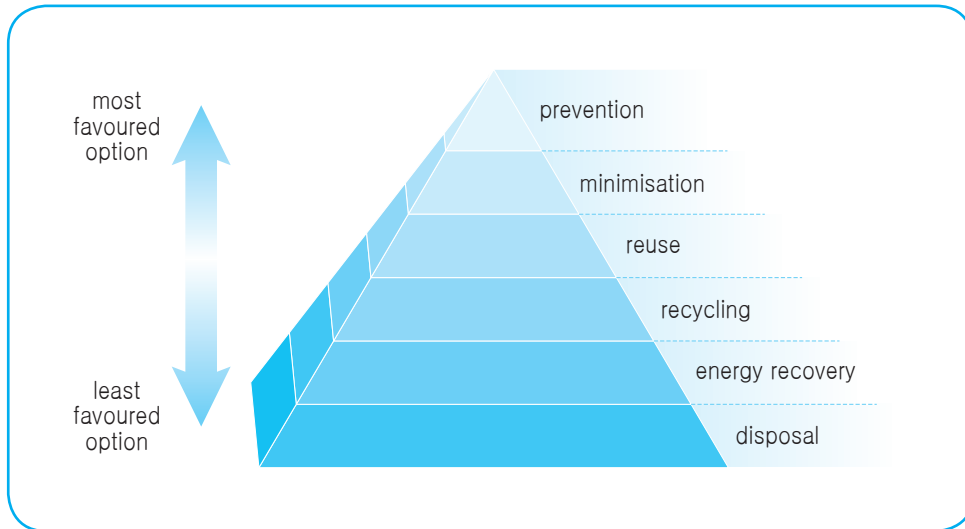 most
favoured
option
prevention
minimisation
reuse
recycling
energy recovery
least
favoured
option
disposal